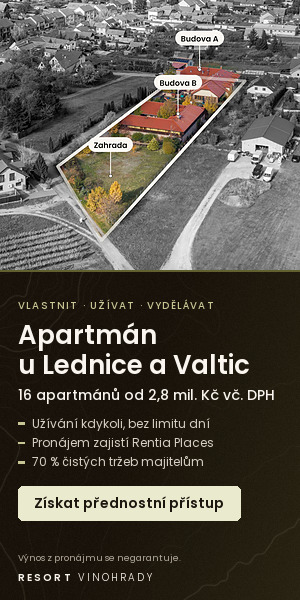 Budova A
Budova B
Zahrada
VLASTNIT · UŽÍVAT · VYDĚLÁVAT
Apartmán
u Lednice a Valtic
16 apartmánů od 2,8 mil. Kč vč. DPH
Užívání kdykoli, bez limitu dní
Pronájem zajistí Rentia Places
70 % čistých tržeb majitelům
Získat přednostní přístup
Výnos z pronájmu se negarantuje.
RESORT VINOHRADY